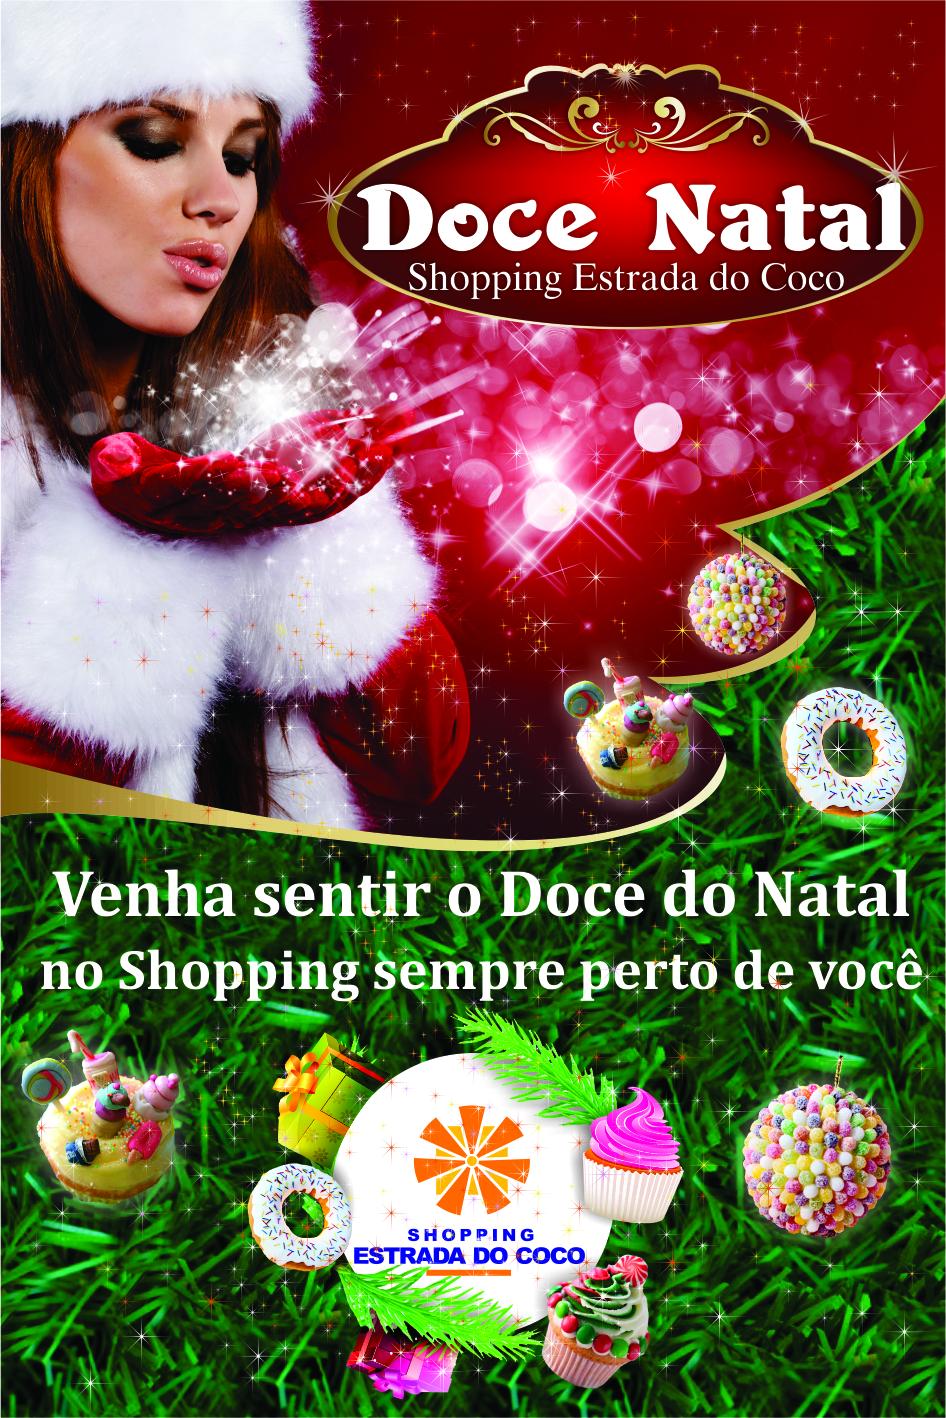 Doce Natal
Shopping Estrada do Coco
Venha sentir o Doce do Natal
no Shopping sempre perto de você
SHOPPING
ESTRADA DO COCO